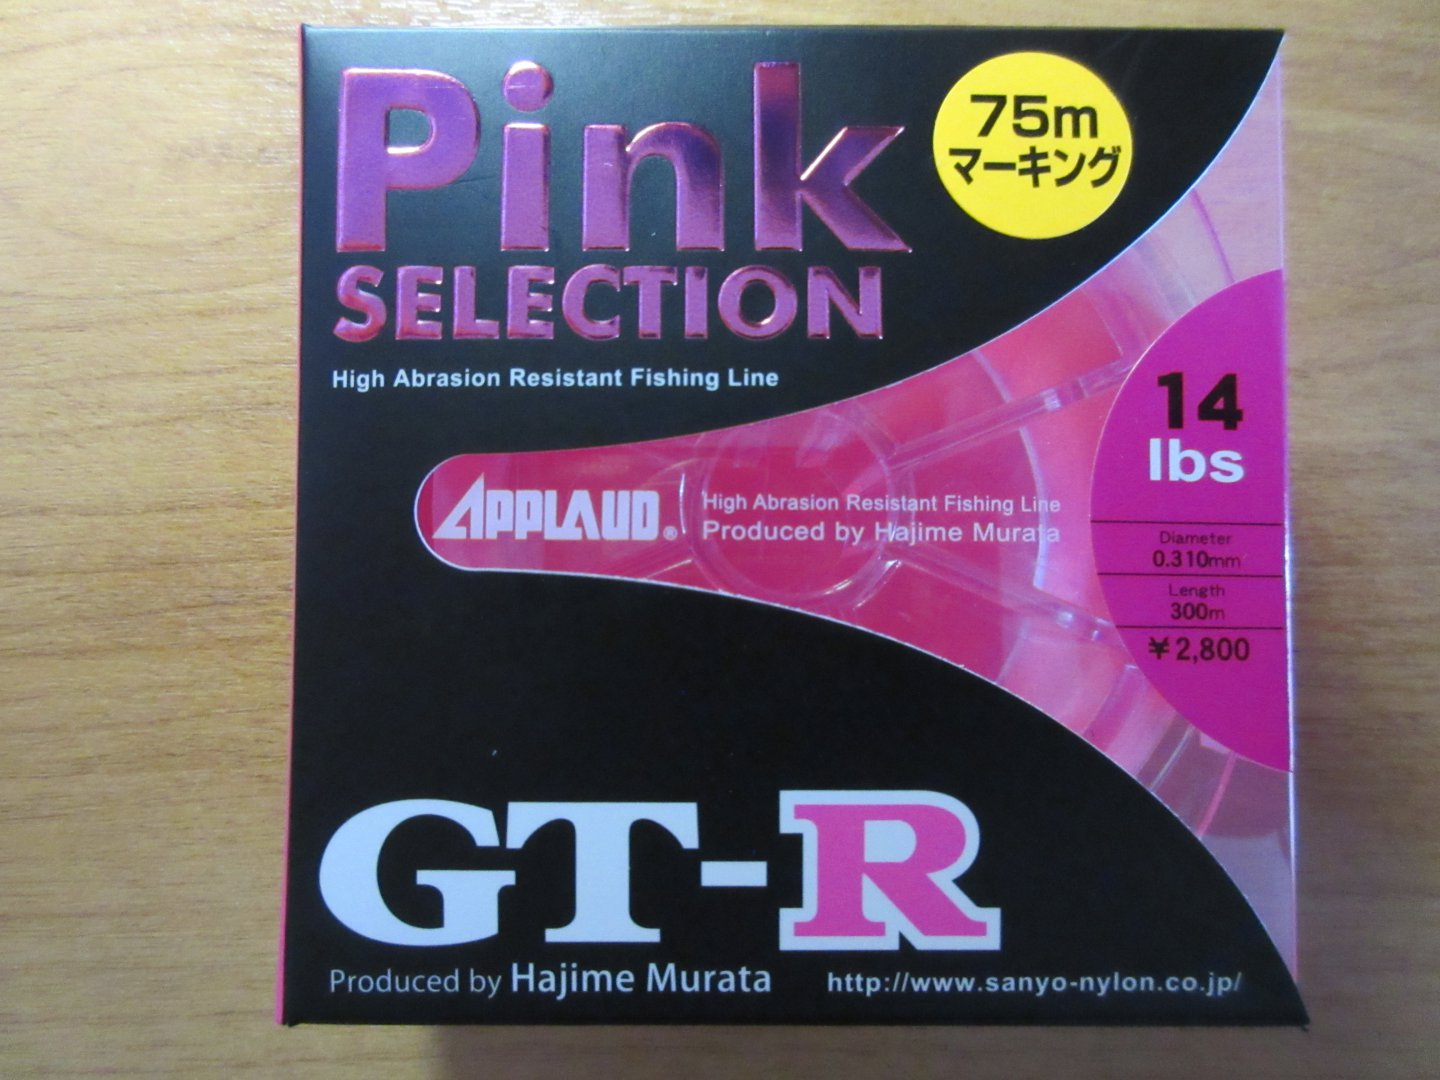 Pink
SELECTION
High Abrasion Resistant Fishing Line
75m
マーキング
APPLAUD®
High Abrasion Resistant Fishing Line
Produced by Hajime Murata
14
lbs
Diameter
0.310mm
Length
300m
¥2,800
GT-R
Produced by Hajime Murata
http://www.sanyo-nylon.co.jp/